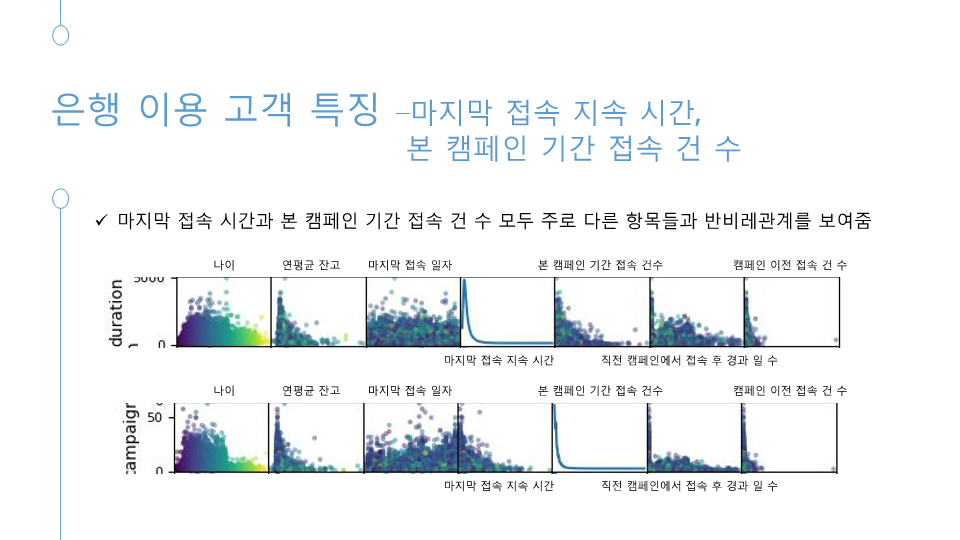 은행 이용 고객 특징 –마지막 접속 지속 시간,
본 캠페인 기간 접속 건 수
✓ 마지막 접속 시간과 본 캠페인 기간 접속 건 수 모두 주로 다른 항목들과 반비례관계를 보여줌
나이 연평균 잔고 마지막 접속 일자 본 캠페인 기간 접속 건수 캠페인 이전 접속 건 수
5000
duration
0
마지막 접속 지속 시간 직전 캠페인에서 접속 후 경과 일 수
나이 연평균 잔고 마지막 접속 일자 본 캠페인 기간 접속 건수 캠페인 이전 접속 건 수
50
campaigr
0
마지막 접속 지속 시간 직전 캠페인에서 접속 후 경과 일 수